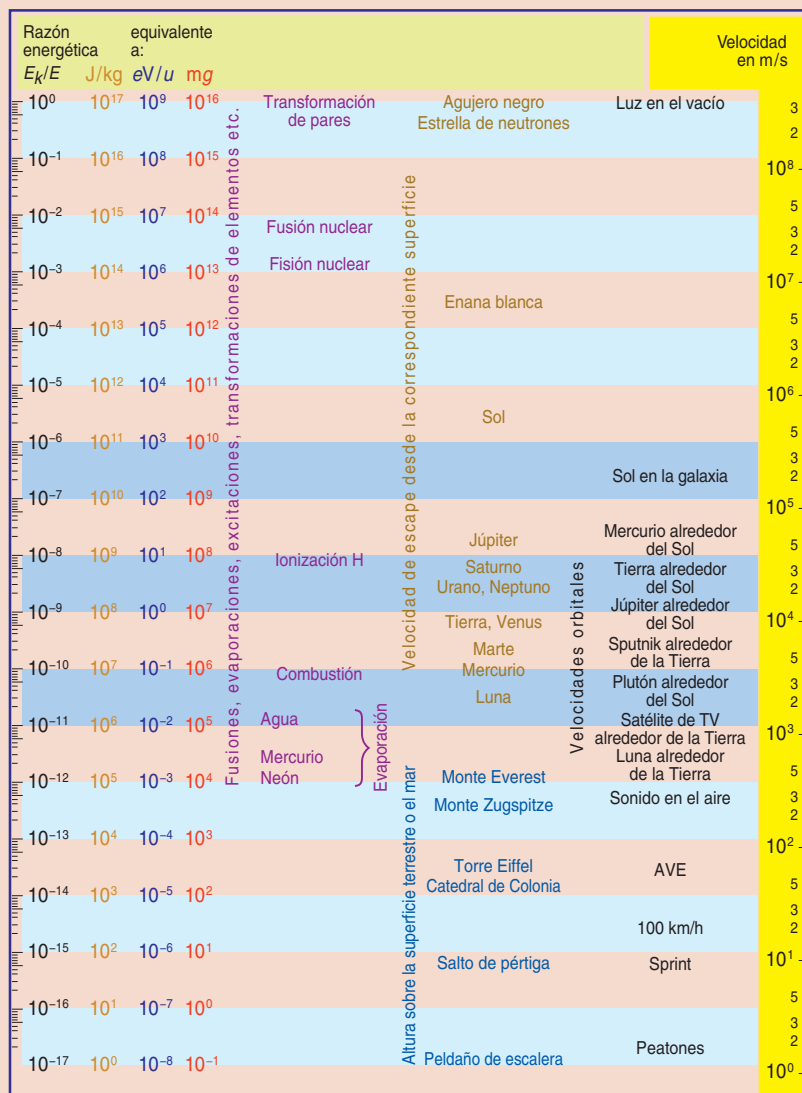 Razón equivalente
energética a:
Velocidad
en m/s
E_k/E J/kg eV/u mg
10⁰ 10¹⁷ 10⁹ 10¹⁶ Transformación Agujero negro Luz en el vacío 3
de pares Estrella de neutrones 2
10⁻¹ 10¹⁶ 10⁸ 10¹⁵ 10⁸
10⁻² 10¹⁵ 10⁷ 10¹⁴ 5
Fusión nuclear 3
2
Fisión nuclear
10⁻³ 10¹⁴ 10⁶ 10¹³ 10⁷
Enana blanca
5
10⁻⁴ 10¹³ 10⁵ 10¹² 3
2
10⁻⁵ 10¹² 10⁴ 10¹¹ 10⁶
Sol
5
10⁻⁶ 10¹¹ 10³ 10¹⁰ 3
Sol en la galaxia 2
10⁻⁷ 10¹⁰ 10² 10⁹ 10⁵
Mercurio alrededor
Júpiter del Sol 5
10⁻⁸ 10⁹ 10¹ 10⁸ Ionización H
Saturno Tierra alrededor 3
Urano, Neptuno del Sol 2
10⁻⁹ 10⁸ 10⁰ 10⁷ Júpiter alrededor
Tierra, Venus del Sol 10⁴
Marte Sputnik alrededor
de la Tierra 5
10⁻¹⁰ 10⁷ 10⁻¹ 10⁶ Combustión Mercurio
Plutón alrededor 3
Luna del Sol 2
10⁻¹¹ 10⁶ 10⁻² 10⁵ Agua Satélite de TV
alrededor de la Tierra 10³
Mercurio Luna alrededor
10⁻¹² 10⁵ 10⁻³ 10⁴ Neón Monte Everest de la Tierra 5
Monte Zugspitze Sonido en el aire 3
2
10⁻¹³ 10⁴ 10⁻⁴ 10³ 10²
Torre Eiffel AVE
Catedral de Colonia 5
10⁻¹⁴ 10³ 10⁻⁵ 10² 3
100 km/h 2
10⁻¹⁵ 10² 10⁻⁶ 10¹ Salto de pértiga Sprint 10¹
5
10⁻¹⁶ 10¹ 10⁻⁷ 10⁰ 3
2
10⁻¹⁷ 10⁰ 10⁻⁸ 10⁻¹ Peldaño de escalera Peatones 10⁰
Fusiones, evaporaciones, excitaciones, transformaciones de elementos etc.
Evaporación
Velocidad de escape desde la correspondiente superficie
Altura sobre la superficie terrestre o el mar
Velocidades orbitales